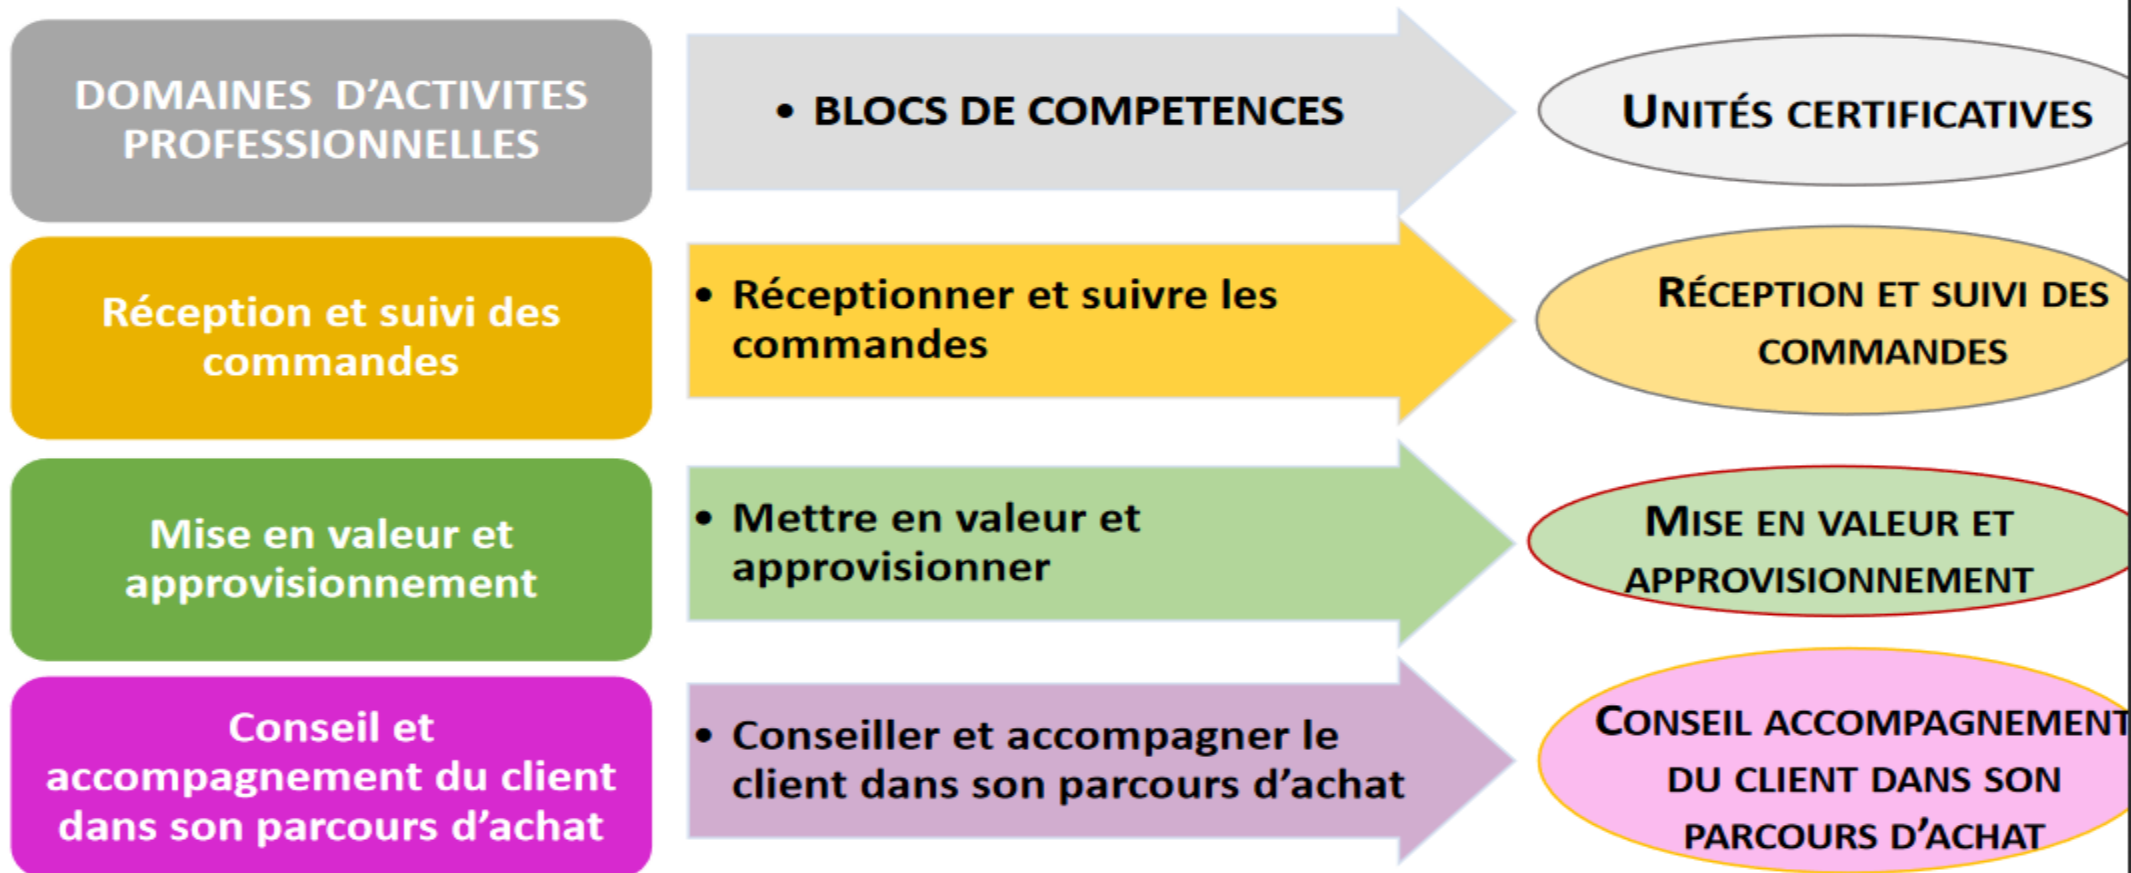 DOMAINES D’ACTIVITES
PROFESSIONNELLES
• BLOCS DE COMPETENCES
UNITÉS CERTIFICATIVES
Réception et suivi des
commandes
• Réceptionner et suivre les
commandes
RÉCEPTION ET SUIVI DES
COMMANDES
Mise en valeur et
approvisionnement
• Mettre en valeur et
approvisionner
MISE EN VALEUR ET
APPROVISIONNEMENT
Conseil et
accompagnement du client
dans son parcours d’achat
• Conseiller et accompagner le
client dans son parcours d’achat
CONSEIL ACCOMPAGNEMENT
DU CLIENT DANS SON
PARCOURS D’ACHAT